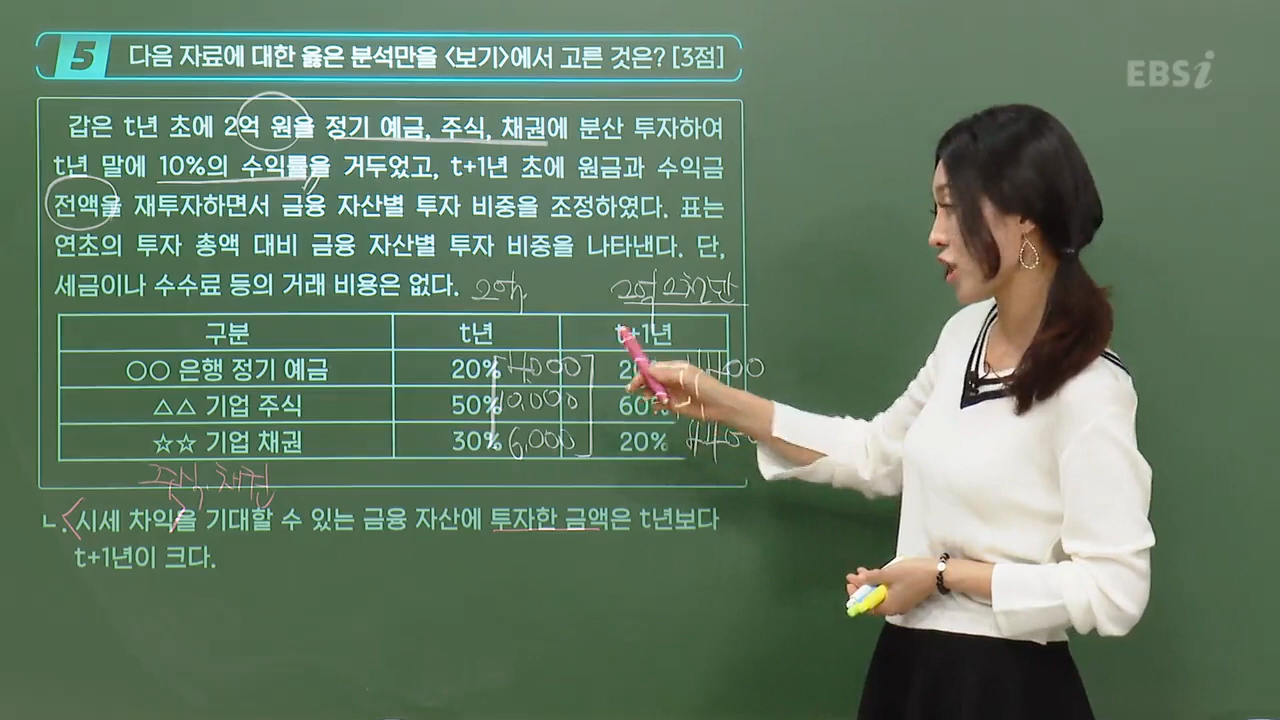 EBSi
5 다음 자료에 대한 옳은 분석만을 <보기>에서 고른 것은? [3점]
갑은 t년 초에 2억 원을 정기 예금, 주식, 채권에 분산 투자하여
t년 말에 10%의 수익률을 거두었고, t+1년 초에 원금과 수익금
전액을 재투자하면서 금융 자산별 투자 비중을 조정하였다. 표는
연초의 투자 총액 대비 금융 자산별 투자 비중을 나타낸다. 단,
세금이나 수수료 등의 거래 비용은 없다.
2억 2억 2천만
구분 t년 t+1년
○○ 은행 정기 예금 20% 4,000
△△ 기업 주식 50% 10,000 60%
☆☆ 기업 채권 30% 6,000 20%
주식, 채권
ㄴ. 시세 차익을 기대할 수 있는 금융 자산에 투자한 금액은 t년보다
t+1년이 크다.